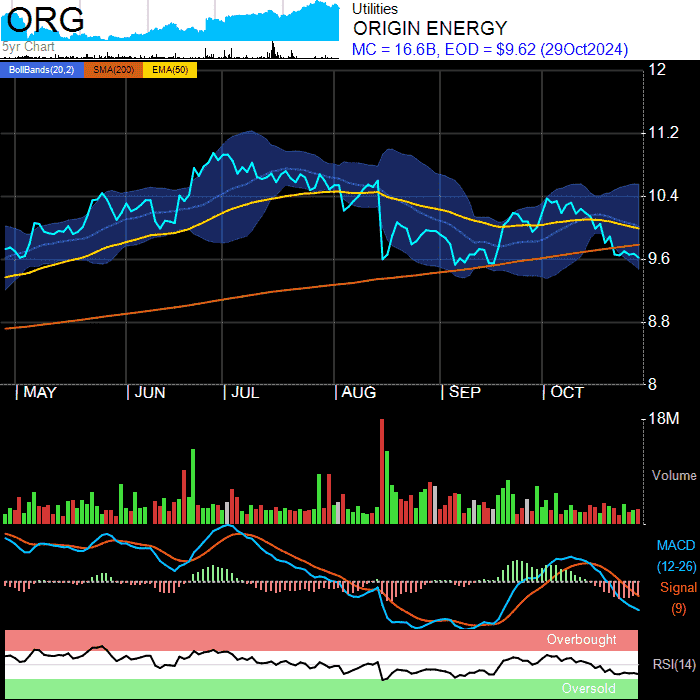 ORG
5yr Chart
Utilities
ORIGIN ENERGY
MC = 16.6B, EOD = $9.62 (29Oct2024)
BollBands(20,2) SMA(200) EMA(50)
12
11.2
10.4
9.6
8.8
8
MAY JUN JUL AUG SEP OCT
18M
Volume
MACD
(12-26)
Signal
(9)
Overbought
RSI(14)
Oversold